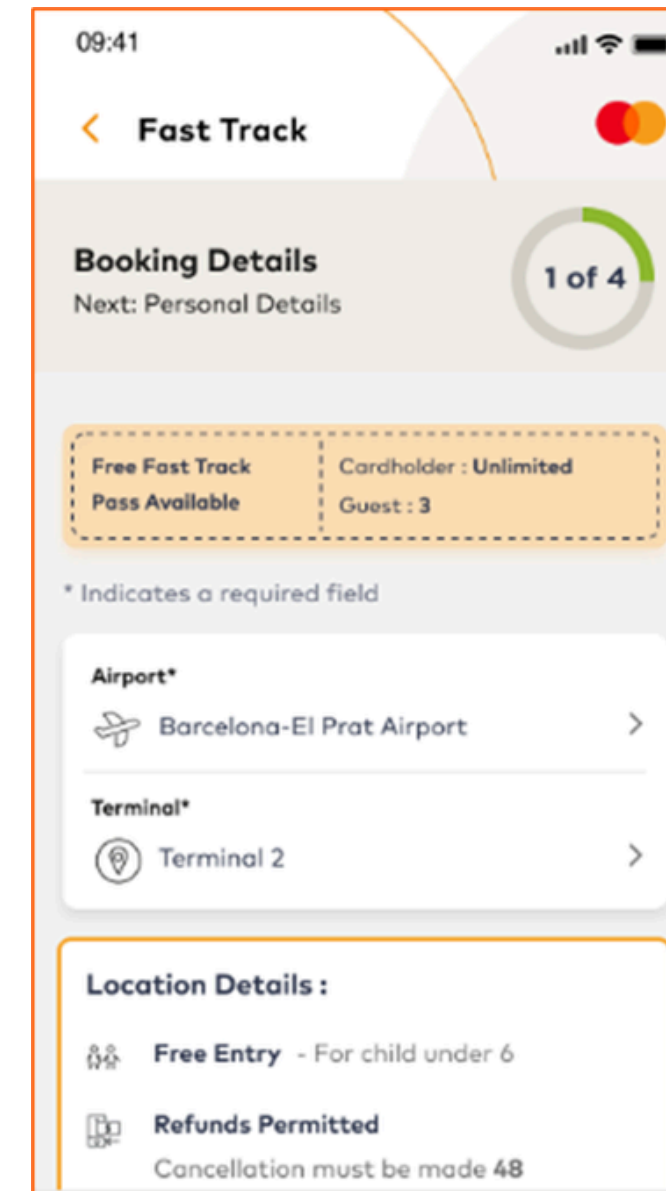 09:41
Fast Track
Booking Details
Next: Personal Details
1 of 4
Free Fast Track
Pass Available
Cardholder : Unlimited
Guest : 3
* Indicates a required field
Airport*
Barcelona-El Prat Airport
Terminal*
Terminal 2
Location Details :
Free Entry - For child under 6
Refunds Permitted
Cancellation must be made 48